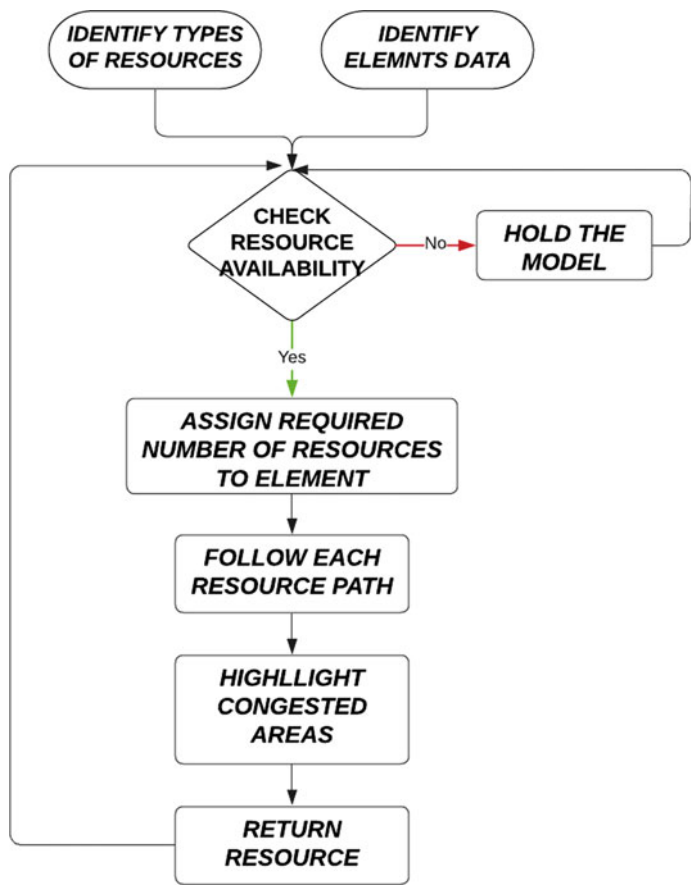 IDENTIFY TYPES
OF RESOURCES
IDENTIFY
ELEMNTS DATA
CHECK
RESOURCE
AVAILABILITY
No
HOLD THE
MODEL
Yes
ASSIGN REQUIRED
NUMBER OF RESOURCES
TO ELEMENT
FOLLOW EACH
RESOURCE PATH
HIGHLLIGHT
CONGESTED
AREAS
RETURN
RESOURCE